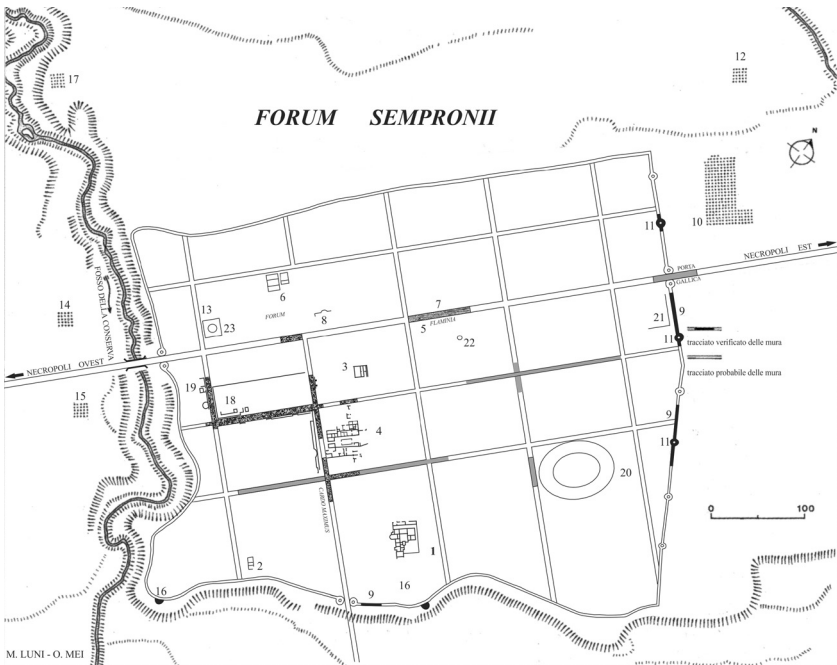 12
17
FORUM SEMPRONII
N
10
11
NECROPOLI EST
PORTA
GALLICA
13
6
FORUM
8
7
FLAMINIA
5
21
9
14
FOSSO DELLA CONSERVA
23
22
11
tracciato verificato delle mura
NECROPOLI OVEST
3
tracciato probabile delle mura
15
19
18
4
9
11
20
CARDO MAXIMUS
0 100
1
2
16
9
16
M. LUNI - O. MEI